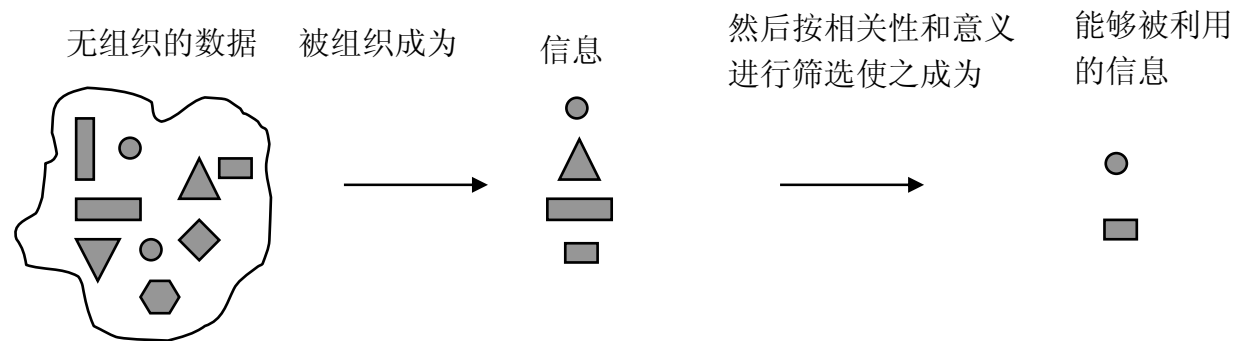 无组织的数据
被组织成为
信息
然后按相关性和意义
进行筛选使之成为
能够被利用
的信息